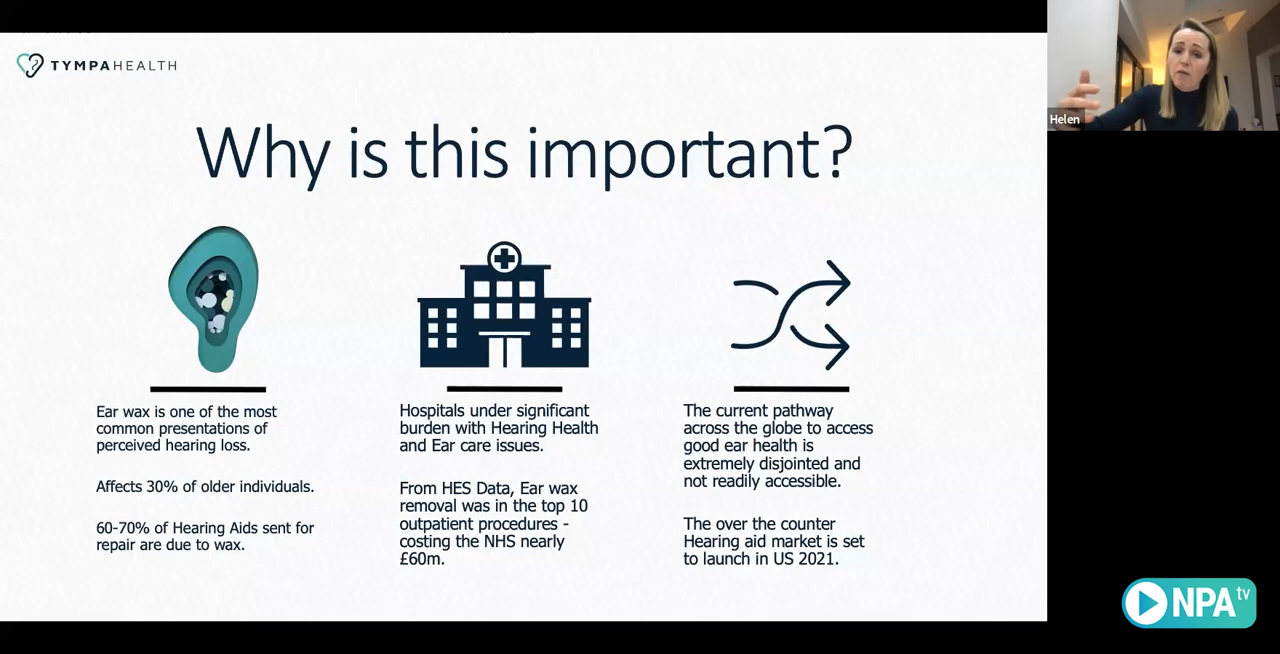 TYMPAHEALTH
Why is this important?
Ear wax is one of the most
common presentations of
perceived hearing loss.
Affects 30% of older individuals.
60-70% of Hearing Aids sent for
repair are due to wax.
Hospitals under significant
burden with Hearing Health
and Ear care issues.
From HES Data, Ear wax
removal was in the top 10
outpatient procedures -
costing the NHS nearly
£60m.
The current pathway
across the globe to access
good ear health is
extremely disjointed and
not readily accessible.
The over the counter
Hearing aid market is set
to launch in US 2021.
Helen
NPA tv